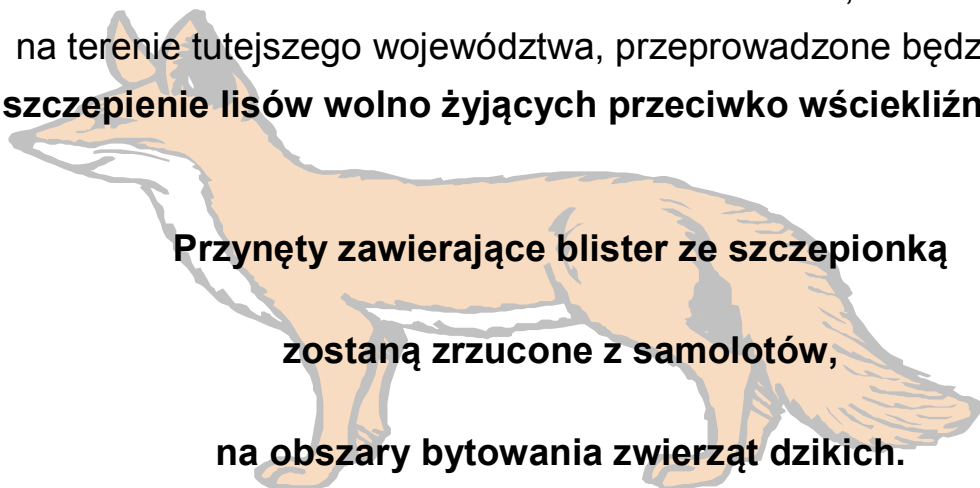 na terenie tutejszego województwa, przeprowadzone będz
szczepienie lisów wolno żyjących przeciwko wściekliźn
Przynęty zawierające blister ze szczepionką
zostaną zrzucone z samolotów,
na obszary bytowania zwierząt dzikich.